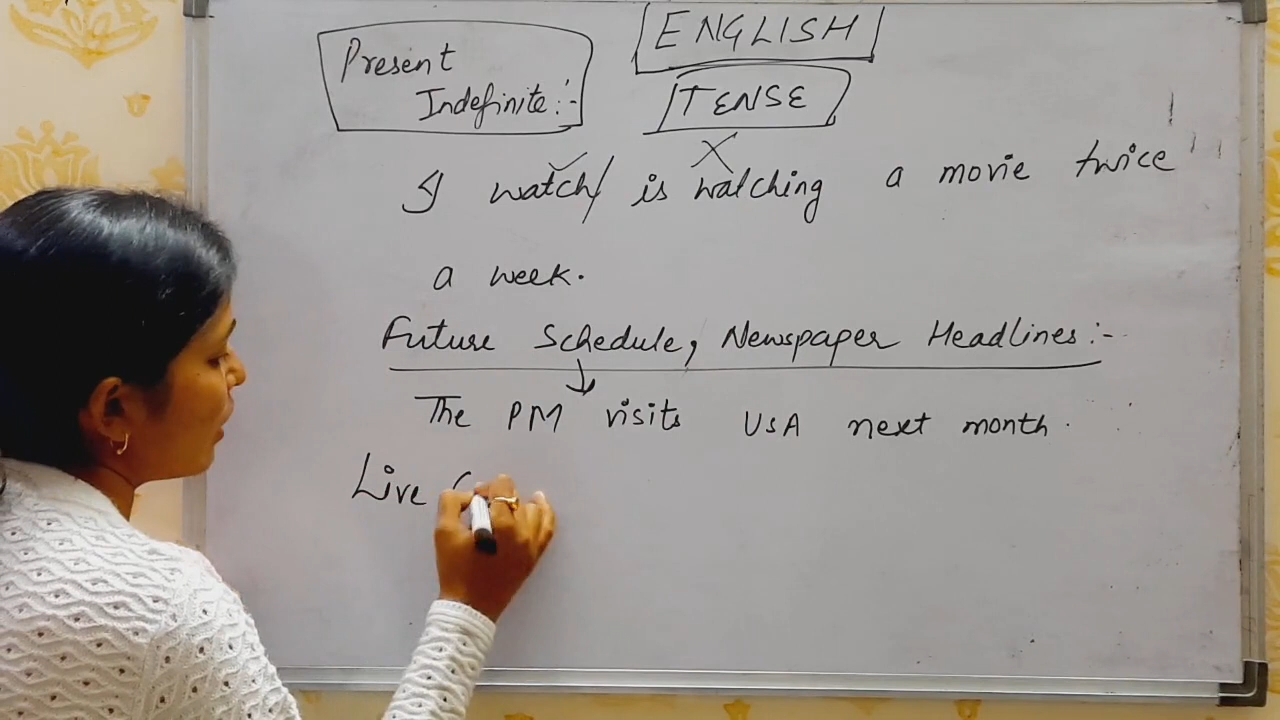 ENGLISH
Present
Indefinite:-
TENSE
I watch/ is watching a movie twice
a week.
Future Schedule, Newspaper Headlines:-
The PM visits USA next month.
Live